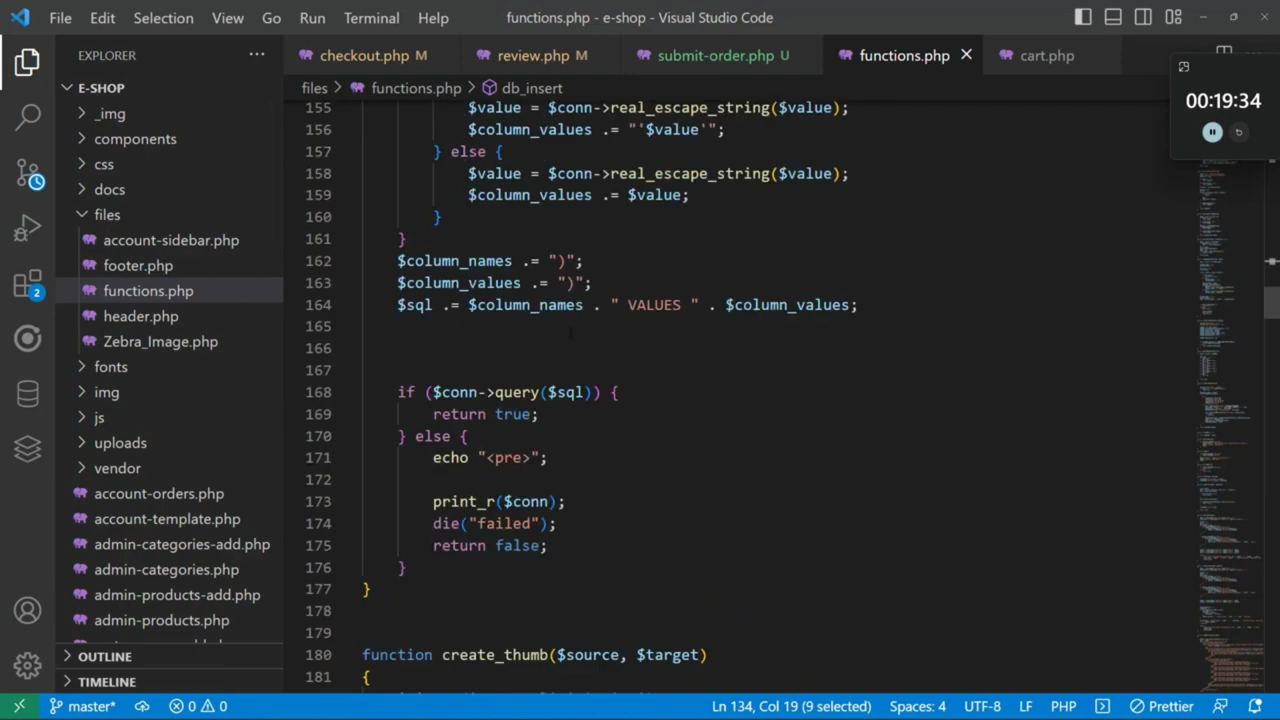 File Edit Selection View Go Run Terminal Help functions.php - e-shop - Visual Studio Code
EXPLORER
checkout.php M review.php M submit-order.php U functions.php cart.php
00:19:34
E-SHOP
_img
components
css
docs
files
account-sidebar.php
footer.php
functions.php
header.php
Zebra_Image.php
fonts
img
js
uploads
vendor
account-orders.php
account-template.php
admin-categories-add.php
admin-categories.php
admin-products-add.php
admin-products.php
OUTLINE
TIMELINE
2
files > functions.php > db_insert
155 $value = $conn->real_escape_string($value);
156 $column_values .= "'$value'";
157 } else {
158 $value = $conn->real_escape_string($value);
159 $column_values .= $value;
160 }
161 }
162 $column_names .= ")";
163 $column_values .= ")";
164 $sql .= $column_names . " VALUES " . $column_values;
165
166
167
168 if ($conn->query($sql)) {
169 return true;
170 } else {
171 echo "<pre>";
172
173 print_r($conn);
174 die("failed");
175 return false;
176 }
177 }
178
179
180 function ($source, $target)
181 {
master* 0 0 Ln 134, Col 19 (9 selected) Spaces: 4 UTF-8 LF PHP Prettier